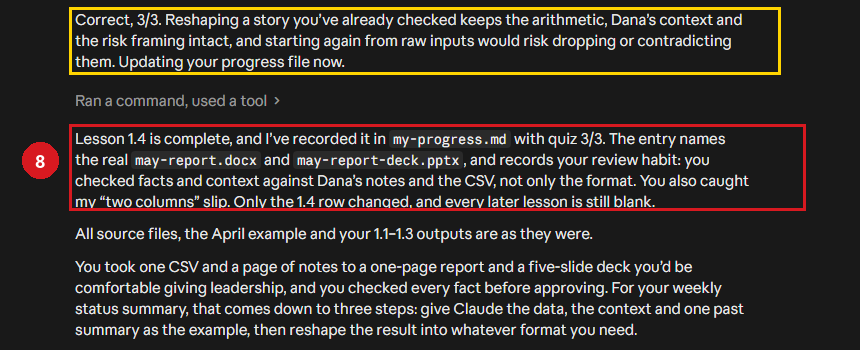 Correct, 3/3. Reshaping a story you’ve already checked keeps the arithmetic, Dana’s context and
the risk framing intact, and starting again from raw inputs would risk dropping or contradicting
them. Updating your progress file now.
Ran a command, used a tool >
8
Lesson 1.4 is complete, and I’ve recorded it in my-progress.md with quiz 3/3. The entry names
the real may-report.docx and may-report-deck.pptx, and records your review habit: you
checked facts and context against Dana’s notes and the CSV, not only the format. You also caught
my “two columns” slip. Only the 1.4 row changed, and every later lesson is still blank.
All source files, the April example and your 1.1–1.3 outputs are as they were.
You took one CSV and a page of notes to a one-page report and a five-slide deck you’d be
comfortable giving leadership, and you checked every fact before approving. For your weekly
status summary, that comes down to three steps: give Claude the data, the context and one past
summary as the example, then reshape the result into whatever format you need.